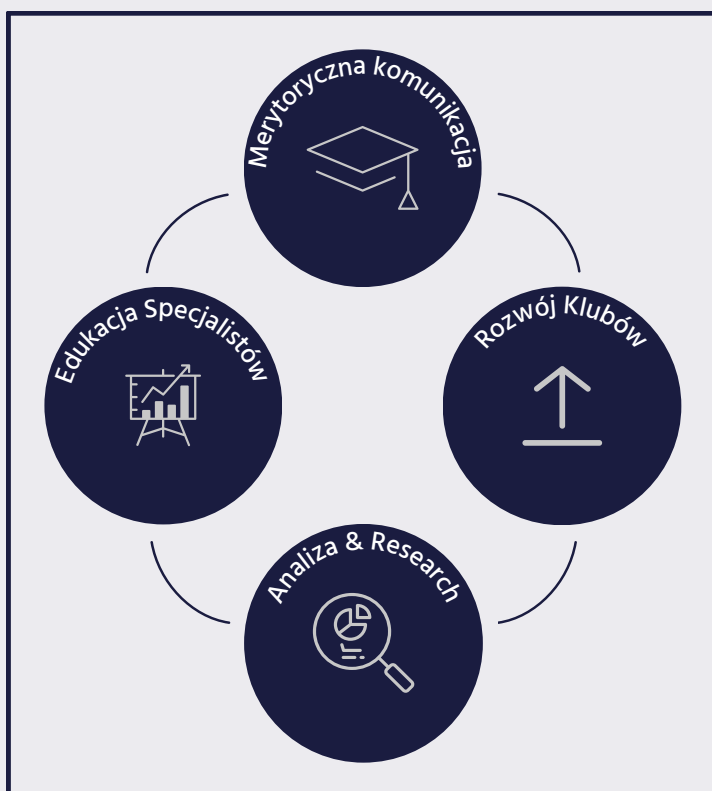 Merytoryczna komunikacja
Edukacja Specjalistów
Rozwój Klubów
Analiza & Research